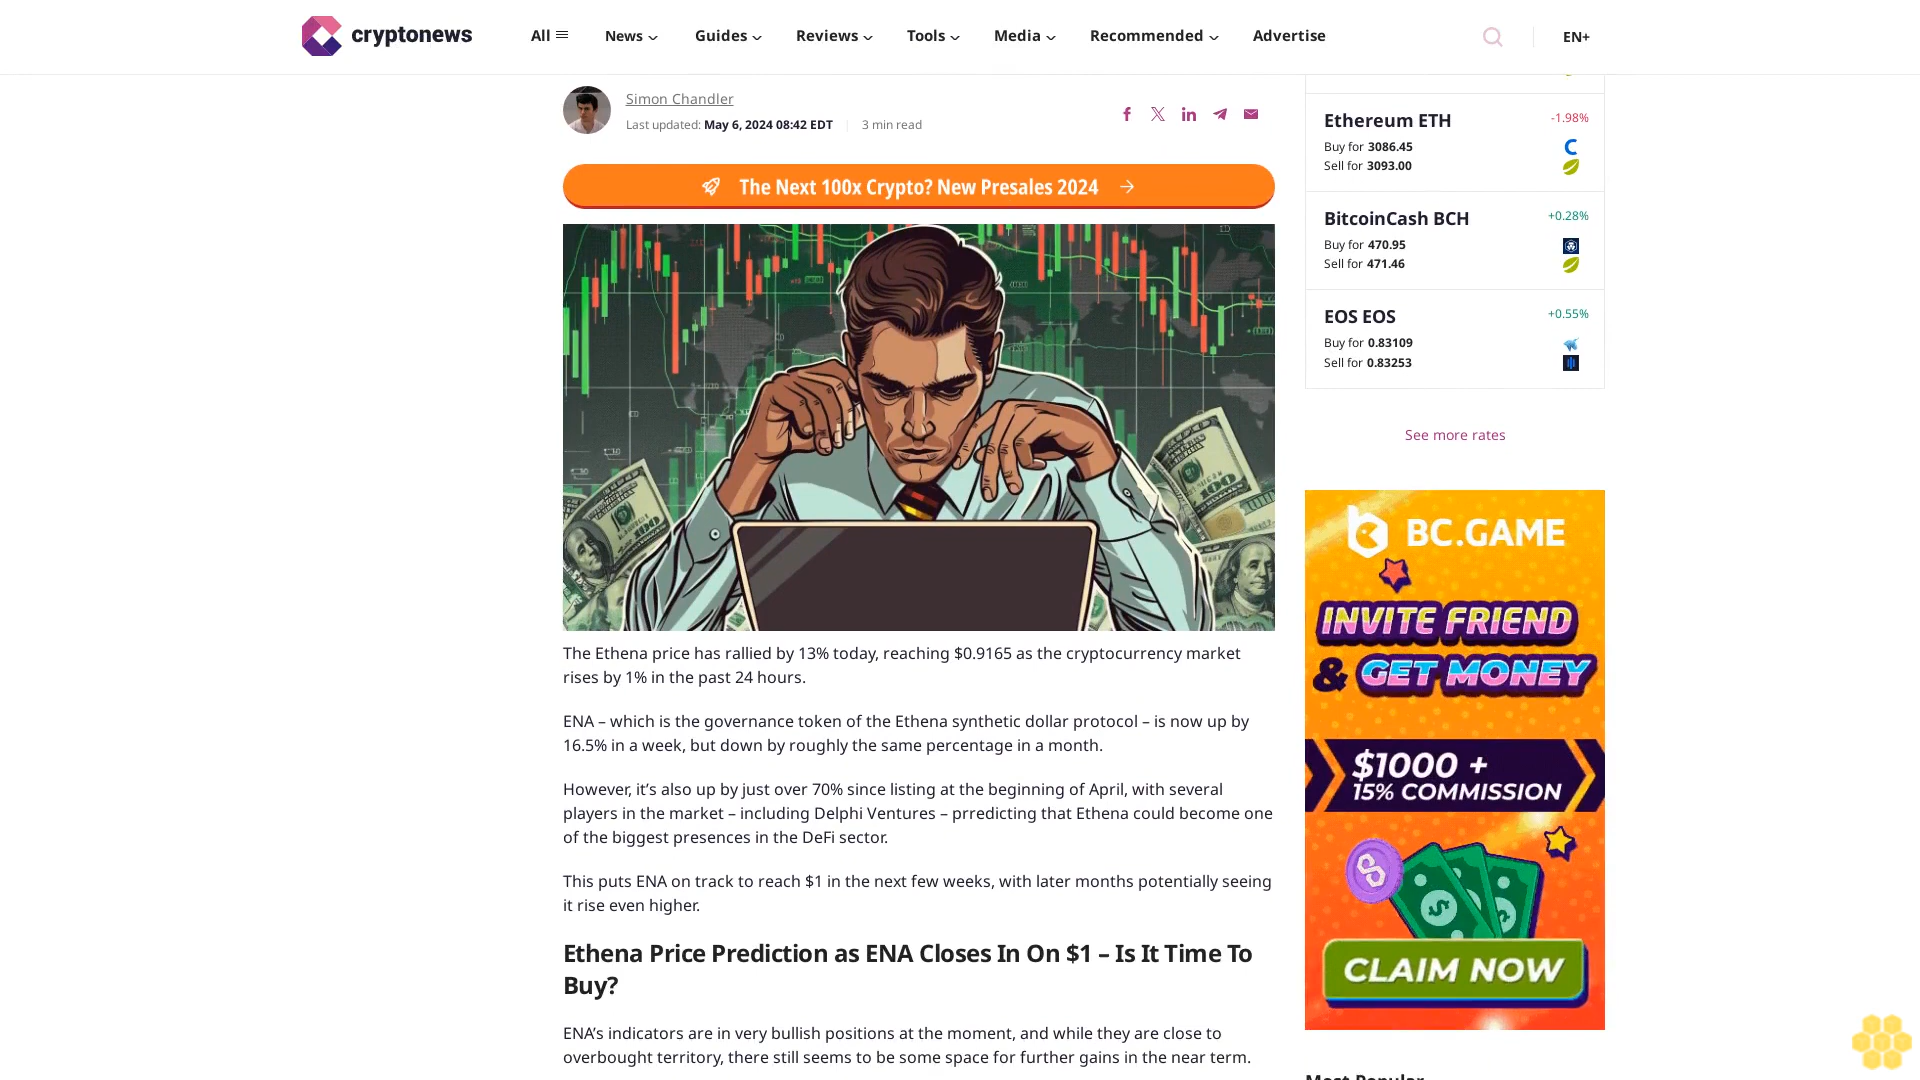 cryptonews
All
News
Guides
Reviews
Tools
Media
Recommended
Advertise
EN+
Simon Chandler
Last updated: May 6, 2024 08:42 EDT
3 min read
The Next 100x Crypto? New Presales 2024
The Ethena price has rallied by 13% today, reaching $0.9165 as the cryptocurrency market
rises by 1% in the past 24 hours.
ENA – which is the governance token of the Ethena synthetic dollar protocol – is now up by
16.5% in a week, but down by roughly the same percentage in a month.
However, it’s also up by just over 70% since listing at the beginning of April, with several
players in the market – including Delphi Ventures – prredicting that Ethena could become one
of the biggest presences in the DeFi sector.
This puts ENA on track to reach $1 in the next few weeks, with later months potentially seeing
it rise even higher.
Ethena Price Prediction as ENA Closes In On $1 – Is It Time To
Buy?
ENA’s indicators are in very bullish positions at the moment, and while they are close to
overbought territory, there still seems to be some space for further gains in the near term.
Ethereum ETH
-1.98%
Buy for 3086.45
Sell for 3093.00
BitcoinCash BCH
+0.28%
Buy for 470.95
Sell for 471.46
EOS EOS
+0.55%
Buy for 0.83109
Sell for 0.83253
See more rates
BC.GAME
INVITE FRIEND
& GET MONEY
$1000 +
15% COMMISSION
CLAIM NOW
Most Popular